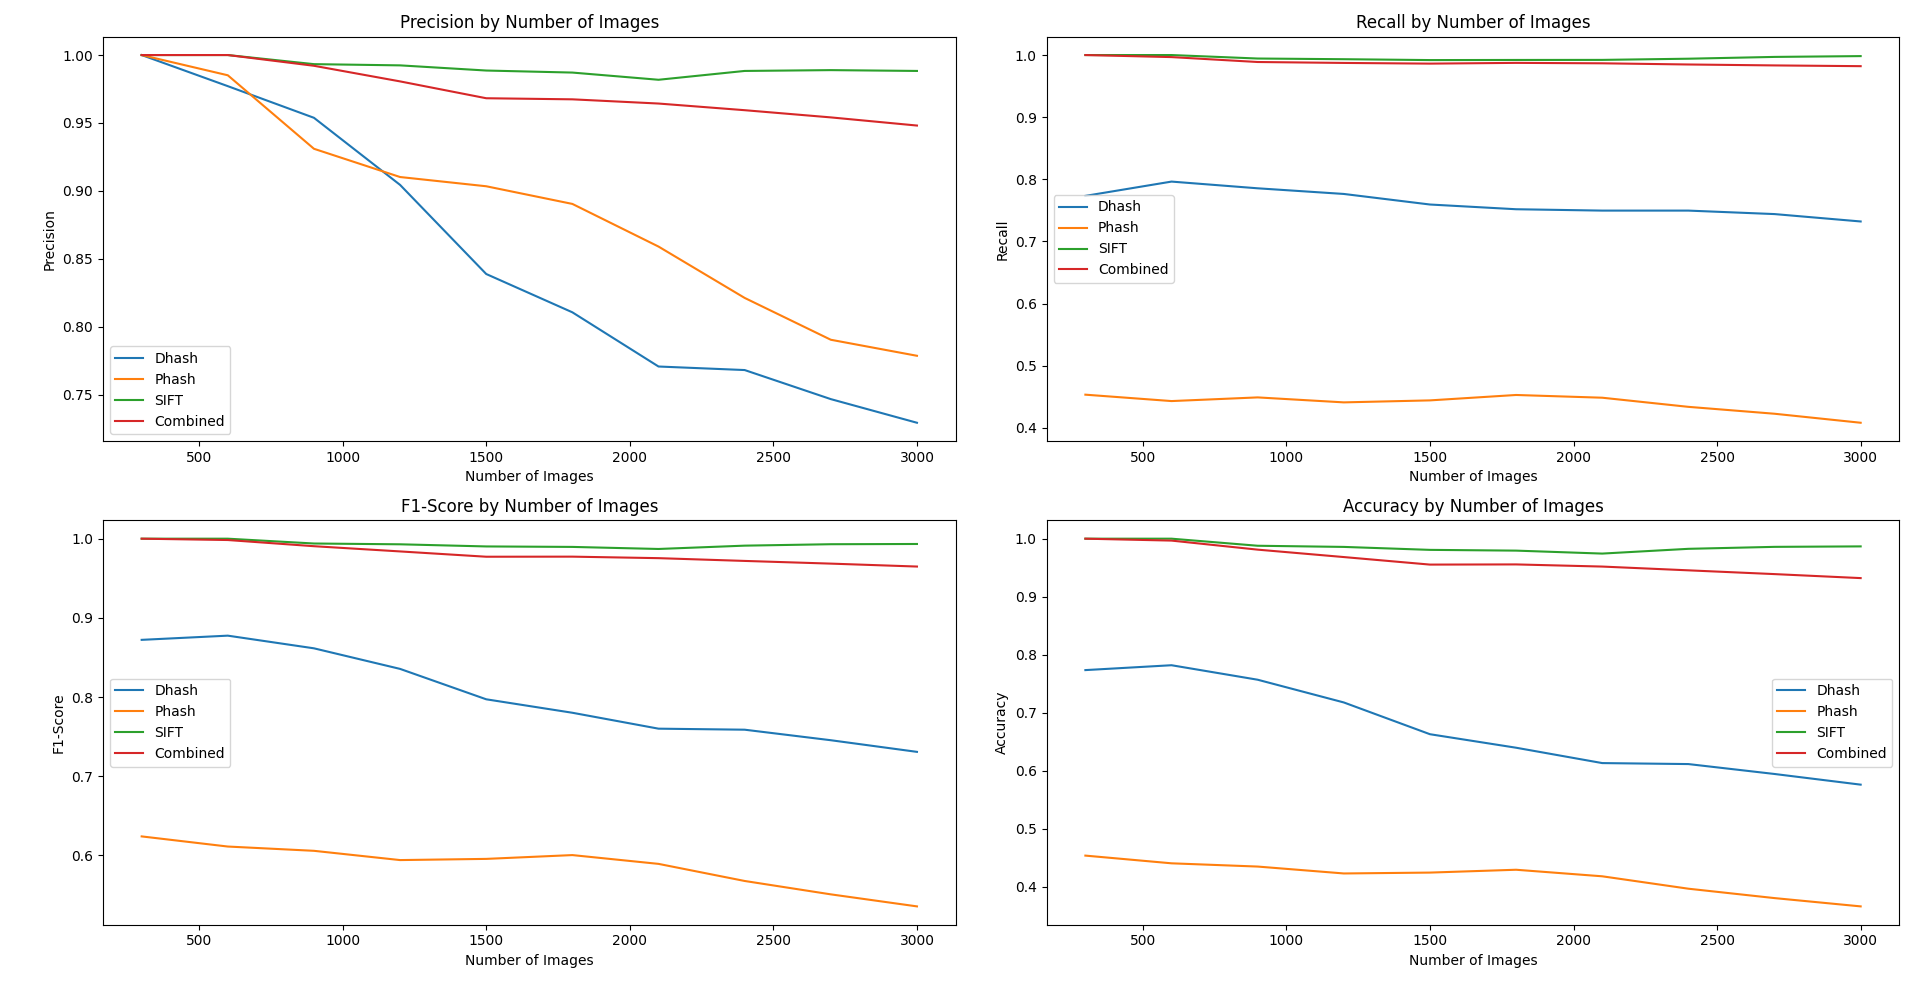 Precision by Number of Images
1.00
0.95
0.90
0.85
0.80
0.75
Precision
Dhash
Phash
SIFT
Combined
500 1000 1500 2000 2500 3000
Number of Images
Recall by Number of Images
1.0
0.9
0.8
0.7
0.6
0.5
0.4
Recall
Dhash
Phash
SIFT
Combined
500 1000 1500 2000 2500 3000
Number of Images
F1-Score by Number of Images
1.0
0.9
0.8
0.7
0.6
F1-Score
Dhash
Phash
SIFT
Combined
500 1000 1500 2000 2500 3000
Number of Images
Accuracy by Number of Images
1.0
0.9
0.8
0.7
0.6
0.5
0.4
Accuracy
Dhash
Phash
SIFT
Combined
500 1000 1500 2000 2500 3000
Number of Images